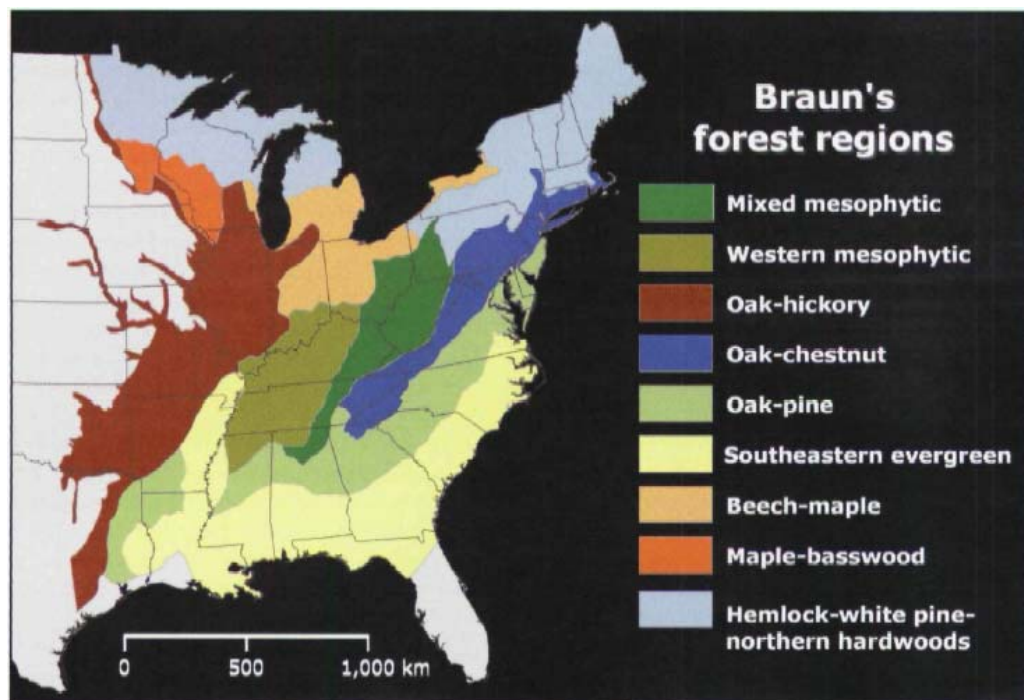 Braun's
forest regions
Mixed mesophytic
Western mesophytic
Oak-hickory
Oak-chestnut
Oak-pine
Southeastern evergreen
Beech-maple
Maple-basswood
Hemlock-white pine-
northern hardwoods
0 500 1,000 km